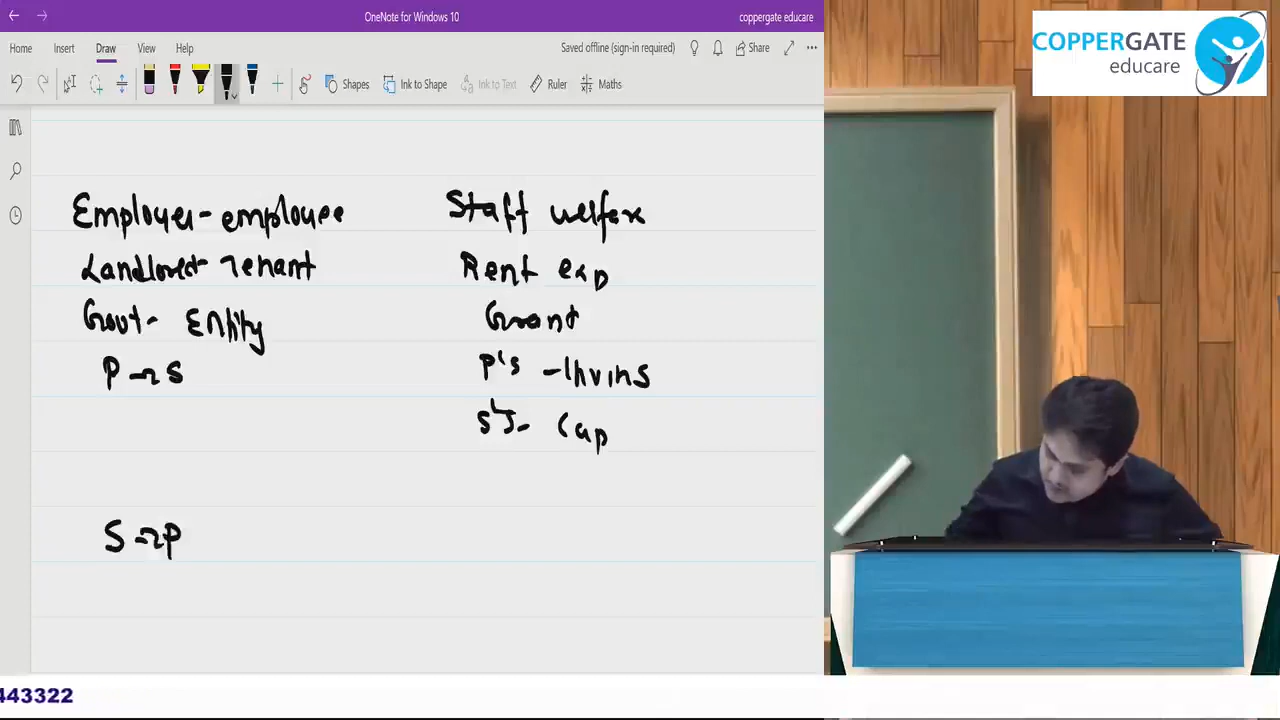 OneNote for Windows 10
coppergate educare
COPPERGATE
educare
Home Insert Draw View Help
Saved offline (sign-in required)
Share
Shapes
Ink to Shape
Ink to Text
Ruler
Maths
Employer-employee Staff welfare
Landlord-Tenant Rent exp
Govt- Entity Grant
P→S P's -Invtns
S's- Cap
S→P
443322